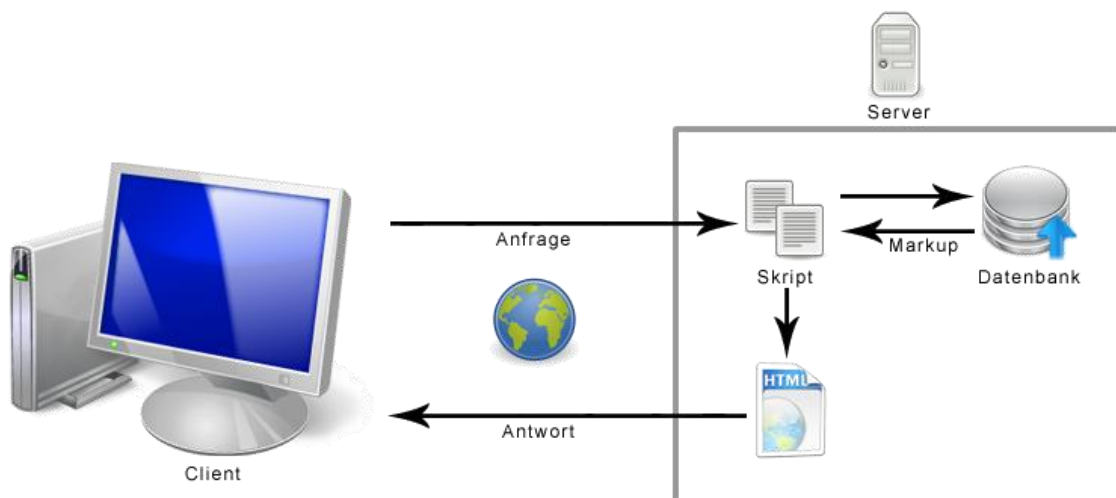 Server
Anfrage
Markup
Skript
Datenbank
HTML
Antwort
Client